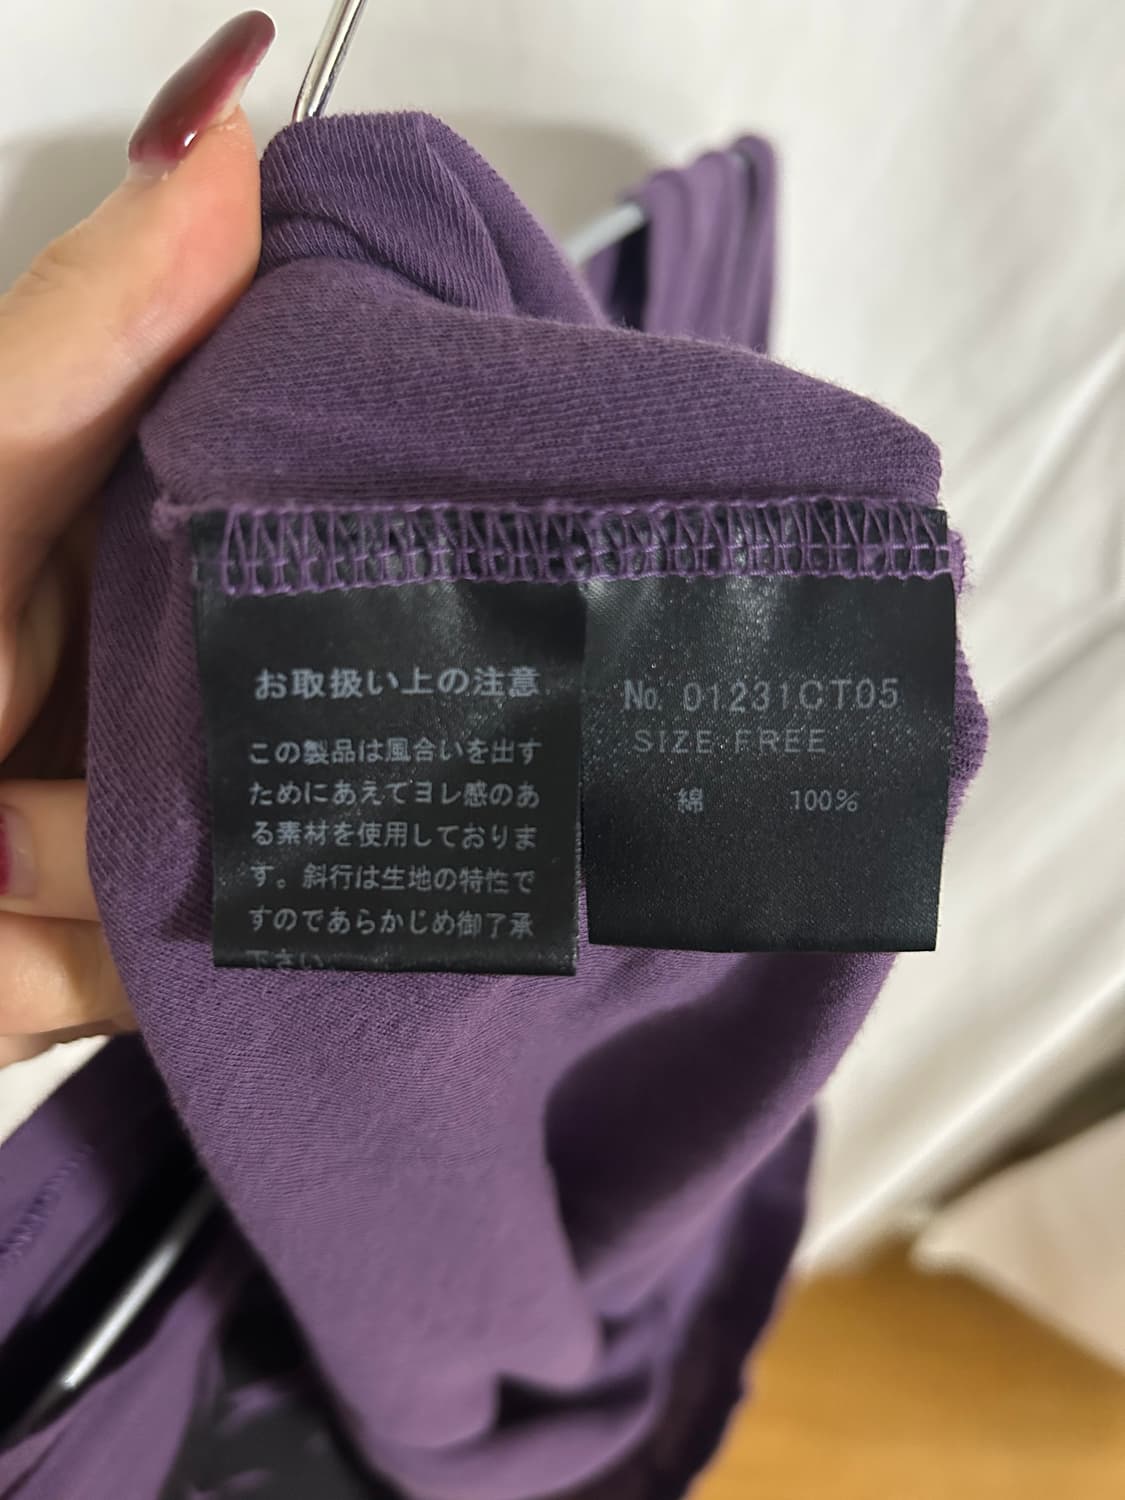 お取扱い上の注意
この製品は風合いを出す
ためにあえてヨレ感のあ
る素材を使用しておりま
す。斜行は生地の特性で
すのであらかじめ御了承
下さい。
No. 01231CT05
SIZE FREE
綿 100%